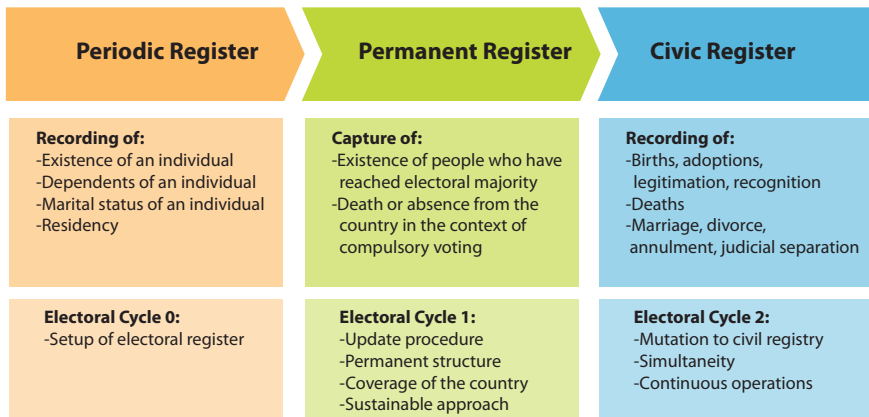 Periodic Register
Permanent Register
Civic Register
Recording of:
-Existence of an individual
-Dependents of an individual
-Marital status of an individual
-Residency
Capture of:
-Existence of people who have
reached electoral majority
-Death or absence from the
country in the context of
compulsory voting
Recording of:
-Births, adoptions,
legitimation, recognition
-Deaths
-Marriage, divorce,
annulment, judicial separation
Electoral Cycle 0:
-Setup of electoral register
Electoral Cycle 1:
-Update procedure
-Permanent structure
-Coverage of the country
-Sustainable approach
Electoral Cycle 2:
-Mutation to civil registry
-Simultaneity
-Continuous operations